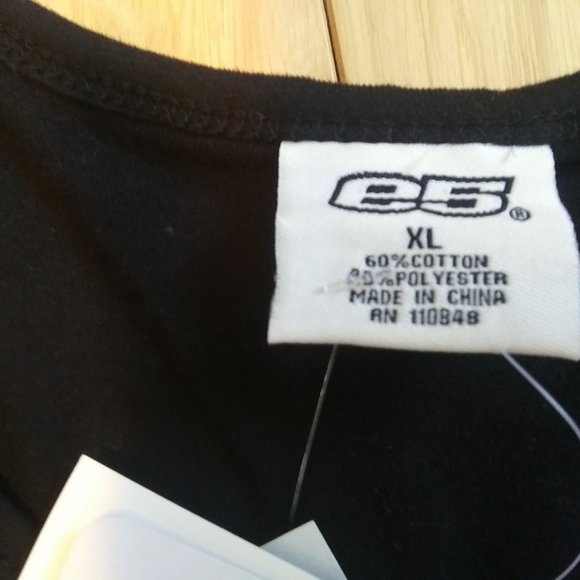 e5®
XL
60%COTTON
40%POLYESTER
MADE IN CHINA
RN 110848